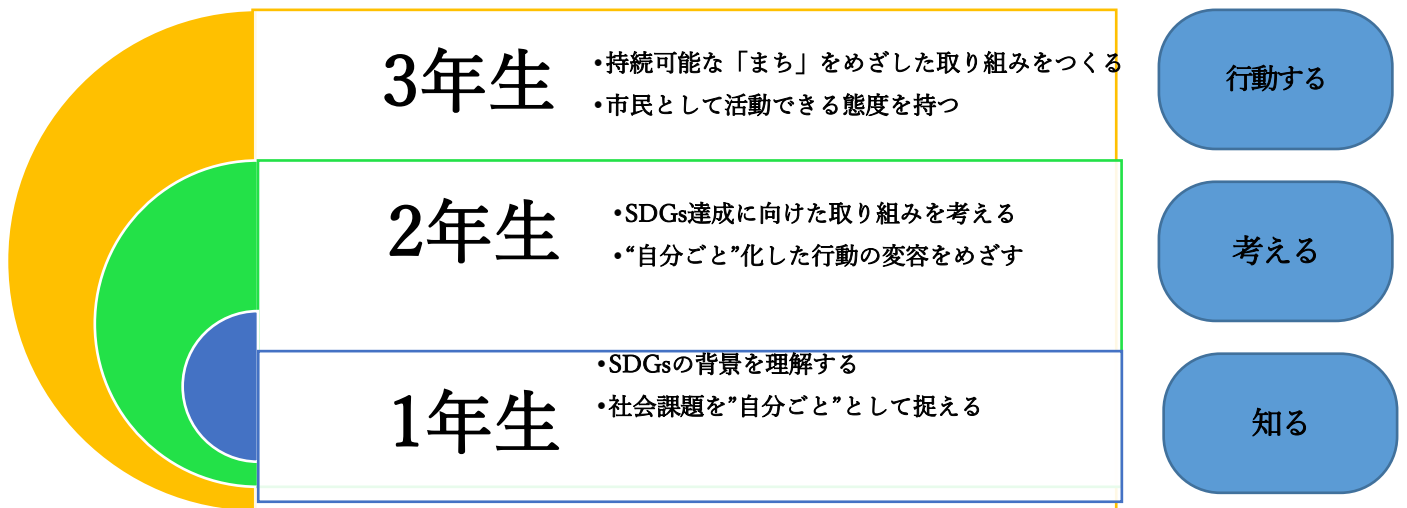 3年生
•持続可能な「まち」をめざした取り組みをつくる
•市民として活動できる態度を持つ
行動する
2年生
•SDGs達成に向けた取り組みを考える
•“自分ごと”化した行動の変容をめざす
考える
1年生
•SDGsの背景を理解する
•社会課題を”自分ごと”として捉える
知る